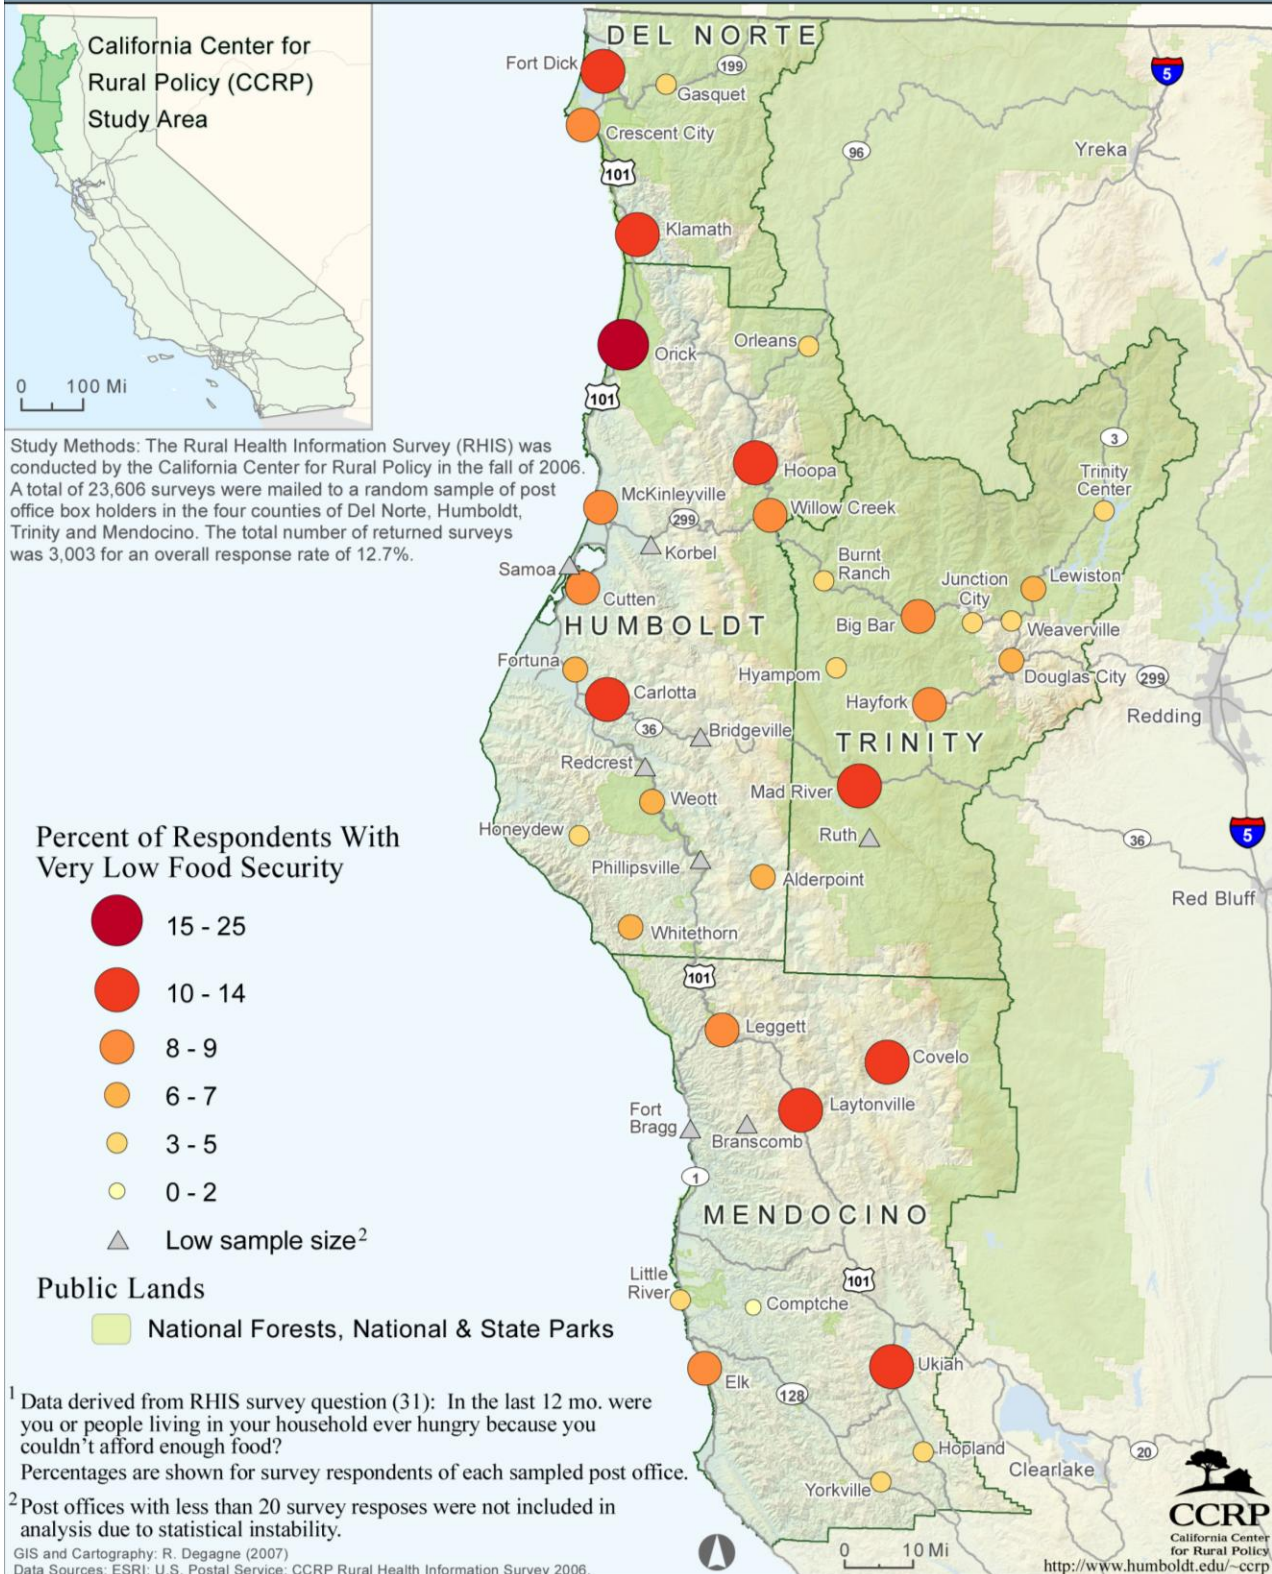 California Center for
Rural Policy (CCRP)
Study Area
0 100 Mi
Study Methods: The Rural Health Information Survey (RHIS) was
conducted by the California Center for Rural Policy in the fall of 2006.
A total of 23,606 surveys were mailed to a random sample of post
office box holders in the four counties of Del Norte, Humboldt,
Trinity and Mendocino. The total number of returned surveys
was 3,003 for an overall response rate of 12.7%.
DEL NORTE
Fort Dick
199
5
Gasquet
Crescent City
96
Yreka
101
Klamath
Orleans
Orick
101
3
Hoopa
Trinity
Center
McKinleyville
Willow Creek
299
Korbel
Burnt
Ranch
Samoa
Junction
City
Lewiston
Cutten
Big Bar
Weaverville
HUMBOLDT
Fortuna
Hyampom
Douglas City
299
Carlotta
Hayfork
Redding
36
Bridgeville
TRINITY
Redcrest
Mad River
Weott
Honeydew
Ruth
5
36
Phillipsville
Alderpoint
Red Bluff
Whitethorn
101
Leggett
Covelo
Laytonville
Fort
Bragg
Branscomb
1
MENDOCINO
Little
River
101
Comptche
Ukiah
Elk
128
Hopland
20
Clearlake
Yorkville
Percent of Respondents With
Very Low Food Security
15 - 25
10 - 14
8 - 9
6 - 7
3 - 5
0 - 2
Low sample size2
Public Lands
National Forests, National & State Parks
1 Data derived from RHIS survey question (31): In the last 12 mo. were
you or people living in your household ever hungry because you
couldn't afford enough food?
Percentages are shown for survey respondents of each sampled post office.
2 Post offices with less than 20 survey resposes were not included in
analysis due to statistical instability.
GIS and Cartography: R. Degagne (2007)
Data Sources: ESRI; U.S. Postal Service; CCRP Rural Health Information Survey 2006.
0 10 Mi
CCRP
California Center
for Rural Policy
http://www.humboldt.edu/~ccrp